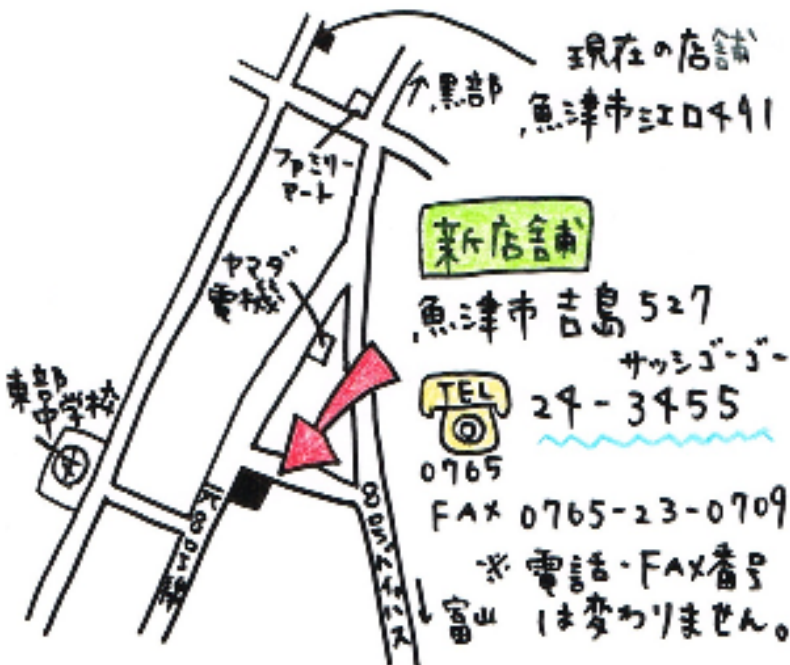 現在の店舗
魚津市江口491
↑黒部
ファミリー
マート
新店舗
ヤマダ
電機
魚津市 吉島 527
サッシゴーゴー
TEL
24-3455
0765
東部
中学校
FAX 0765-23-0709
旧8号線
8号バイパス
※ 電話・FAX番号
は変わりません。
↓富山